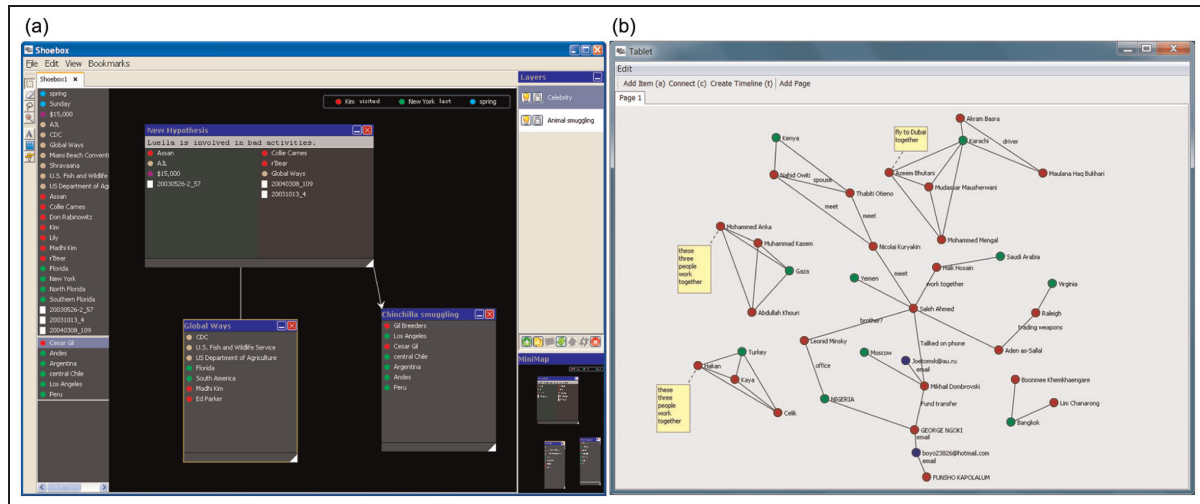 (a)
Shoebox
File Edit View Bookmarks
Shoebox1 ×
spring
Sunday
$15,000
AJL
CDC
Global Ways
Miami Beach Conventi
Shravaana
U.S. Fish and Wildlife
US Department of Agr
Assan
Collie Carnes
Don Rabinowitz
Kim
Lily
Madhi Kim
r'Bear
Florida
New York
North Florida
Southern Florida
20030526-2_57
20031013_4
20040308_109
Cesar Gil
Andes
Argentina
central Chile
Los Angeles
Peru
Kim visited New York last spring
New Hypothesis
Luella is involved in bad activities.
Assan
AJL
$15,000
20030526-2_57
Collie Carnes
r'Bear
Global Ways
20040308_109
20031013_4
Global Ways
CDC
U.S. Fish and Wildlife Service
US Department of Agriculture
Florida
South America
Madhi Kim
Ed Parker
Chinchilla smuggling
Gil Breeders
Los Angeles
Cesar Gil
central Chile
Argentina
Andes
Peru
Layers
Celebrity
Animal smuggling
MiniMap
(b)
Tablet
Edit
Add Item (a) Connect (c) Create Timeline (t) Add Page
Page 1
Akram Basra
fly to Dubai
together
Karachi
driver
Kenya
Azeem Bhutani
Maulana Haq Bukhari
Nahid Owiti
spouse
Mudassar Mausherwani
Thabiti Otieno
meet
meet
Mohammed Anka
Mohammed Mengal
Muhammad Kasem
Nicolai Kuryakin
these
three
people
work
together
Gaza
meet
Saudi Arabia
Maik Hosain
Yemen
work together
Virginia
Abdullah Khouri
Saleh Ahmed
Raleigh
brother?
trading weapons
Leonid Minsky
Talked on phone
Aden as-Sallal
Turkey
office
Moscow
Joetomsk@au.ru
Hakan
email
Kaya
Mikhail Dombrovski
Boonmee Khemkhaengare
these
three
people
work
together
NIGERIA
Fund transfer
Lim Chanarong
Celik
Bangkok
GEORGE NGOKI
email
boyo23826@hotmail.com
email
FUNSHO KAPOLALUM